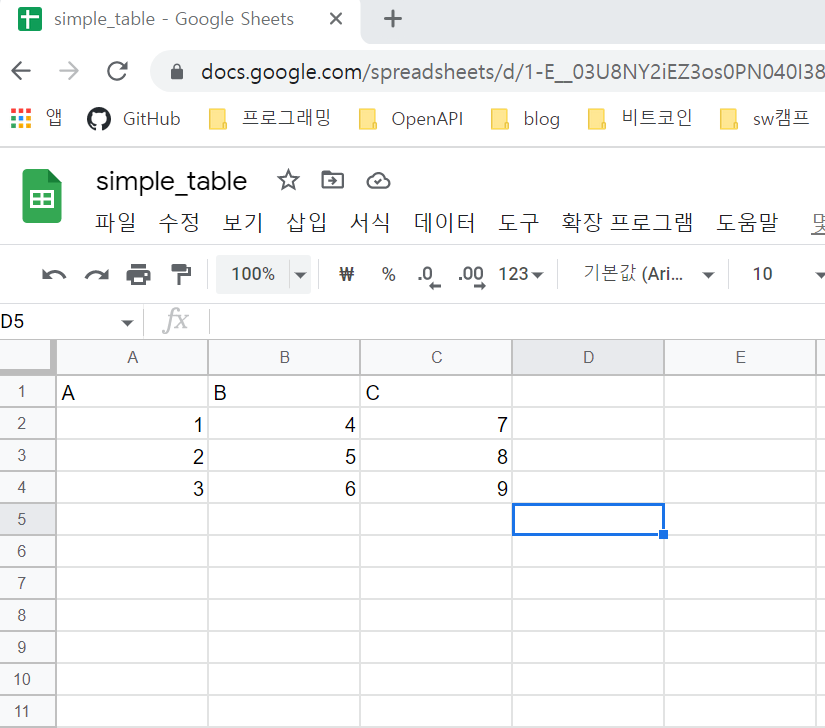 simple_table - Google Sheets
docs.google.com/spreadsheets/d/1-E__03U8NY2iEZ3os0PN040I38
앱 GitHub 프로그래밍 OpenAPI blog 비트코인 sw캠프
simple_table
파일 수정 보기 삽입 서식 데이터 도구 확장 프로그램 도움말
100% ₩ % .0 .00 123 기본값 (Ari... 10
D5 fx
A B C D E
1 A B C
2 1 4 7
3 2 5 8
4 3 6 9
5
6
7
8
9
10
11